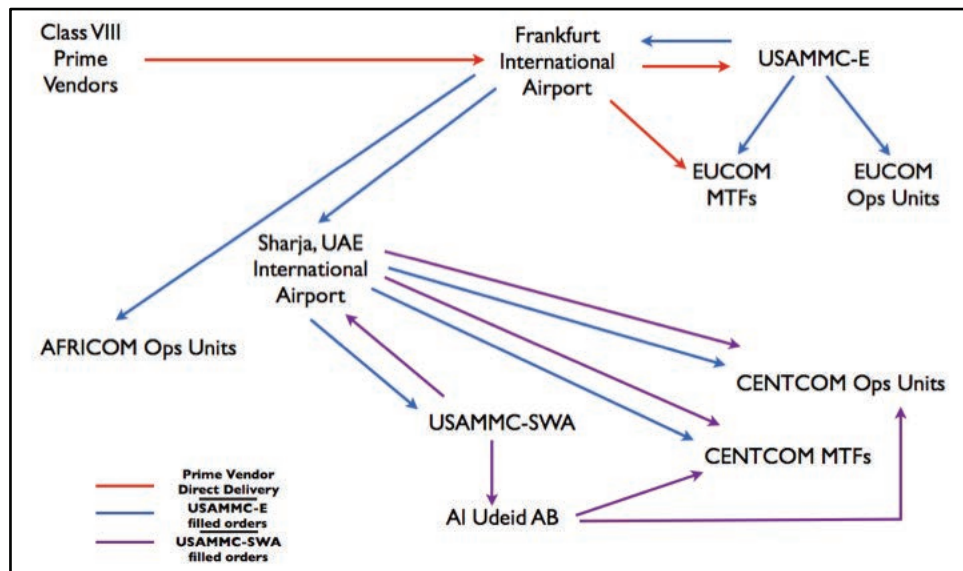 Class VIII
Prime
Vendors
Frankfurt
International
Airport
USAMMC-E
EUCOM
MTFs
EUCOM
Ops Units
Sharja, UAE
International
Airport
AFRICOM Ops Units
CENTCOM Ops Units
USAMMC-SWA
CENTCOM MTFs
Al Udeid AB
Prime Vendor
Direct Delivery
USAMMC-E
filled orders
USAMMC-SWA
filled orders